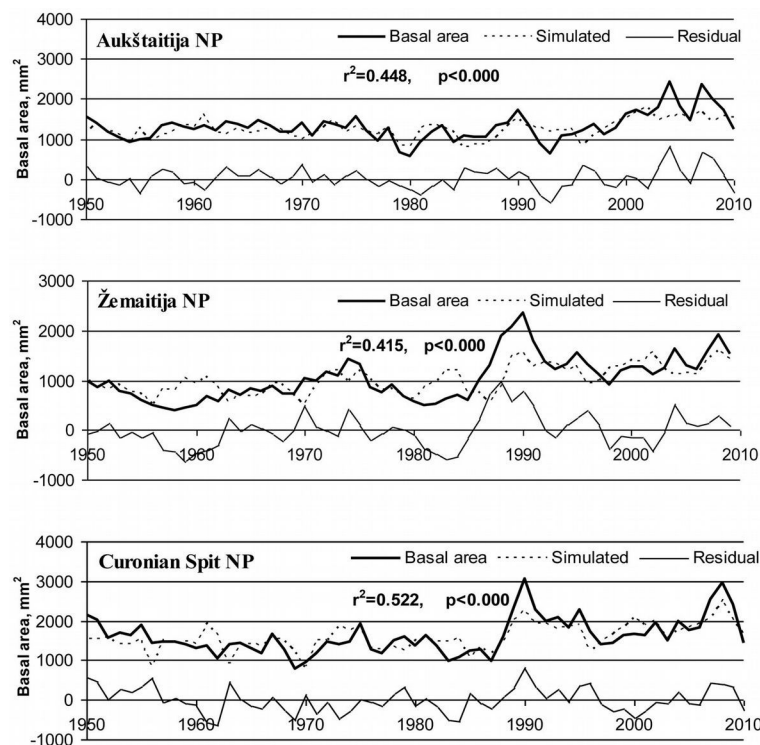 4000
Aukštaitija NP
Basal area
Simulated
Residual
3000
r²=0.448, p<0.000
2000
1000
0
-1000
Basal area, mm²
1950
1960
1970
1980
1990
2000
2010
3000
Žemaitija NP
Basal area
Simulated
Residual
2000
r²=0.415, p<0.000
1000
0
-1000
Basal area, mm²
1950
1960
1970
1980
1990
2000
2010
4000
Curonian Spit NP
Basal area
Simulated
Residual
3000
r²=0.522, p<0.000
2000
1000
0
-1000
Basal area, mm²
1950
1960
1970
1980
1990
2000
2010